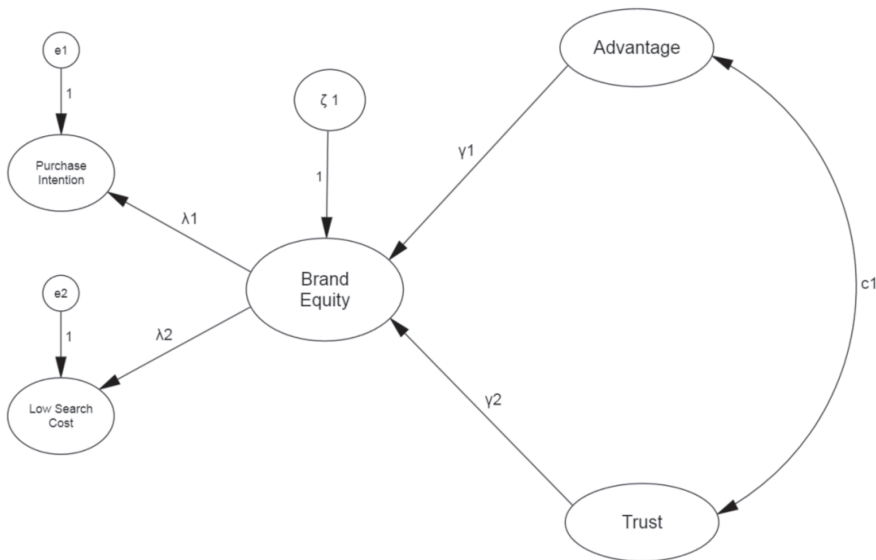 e1
1
Purchase
Intention
λ1
e2
1
Low Search
Cost
λ2
ζ 1
1
Brand
Equity
Advantage
γ1
γ2
Trust
c1